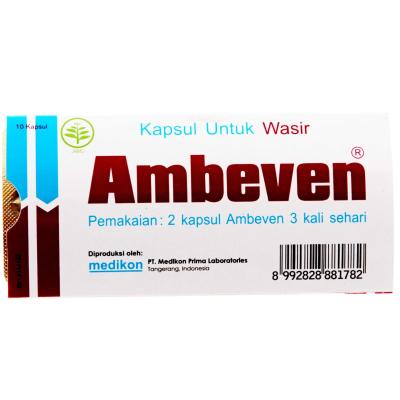 10 Kapsul
Kapsul Untuk Wasir
Ambeven®
Pemakaian: 2 kapsul Ambeven 3 kali sehari
Diproduksi oleh:
medikon PT. Medikon Prima Laboratories
Tangerang, Indonesia
8 992828 881782